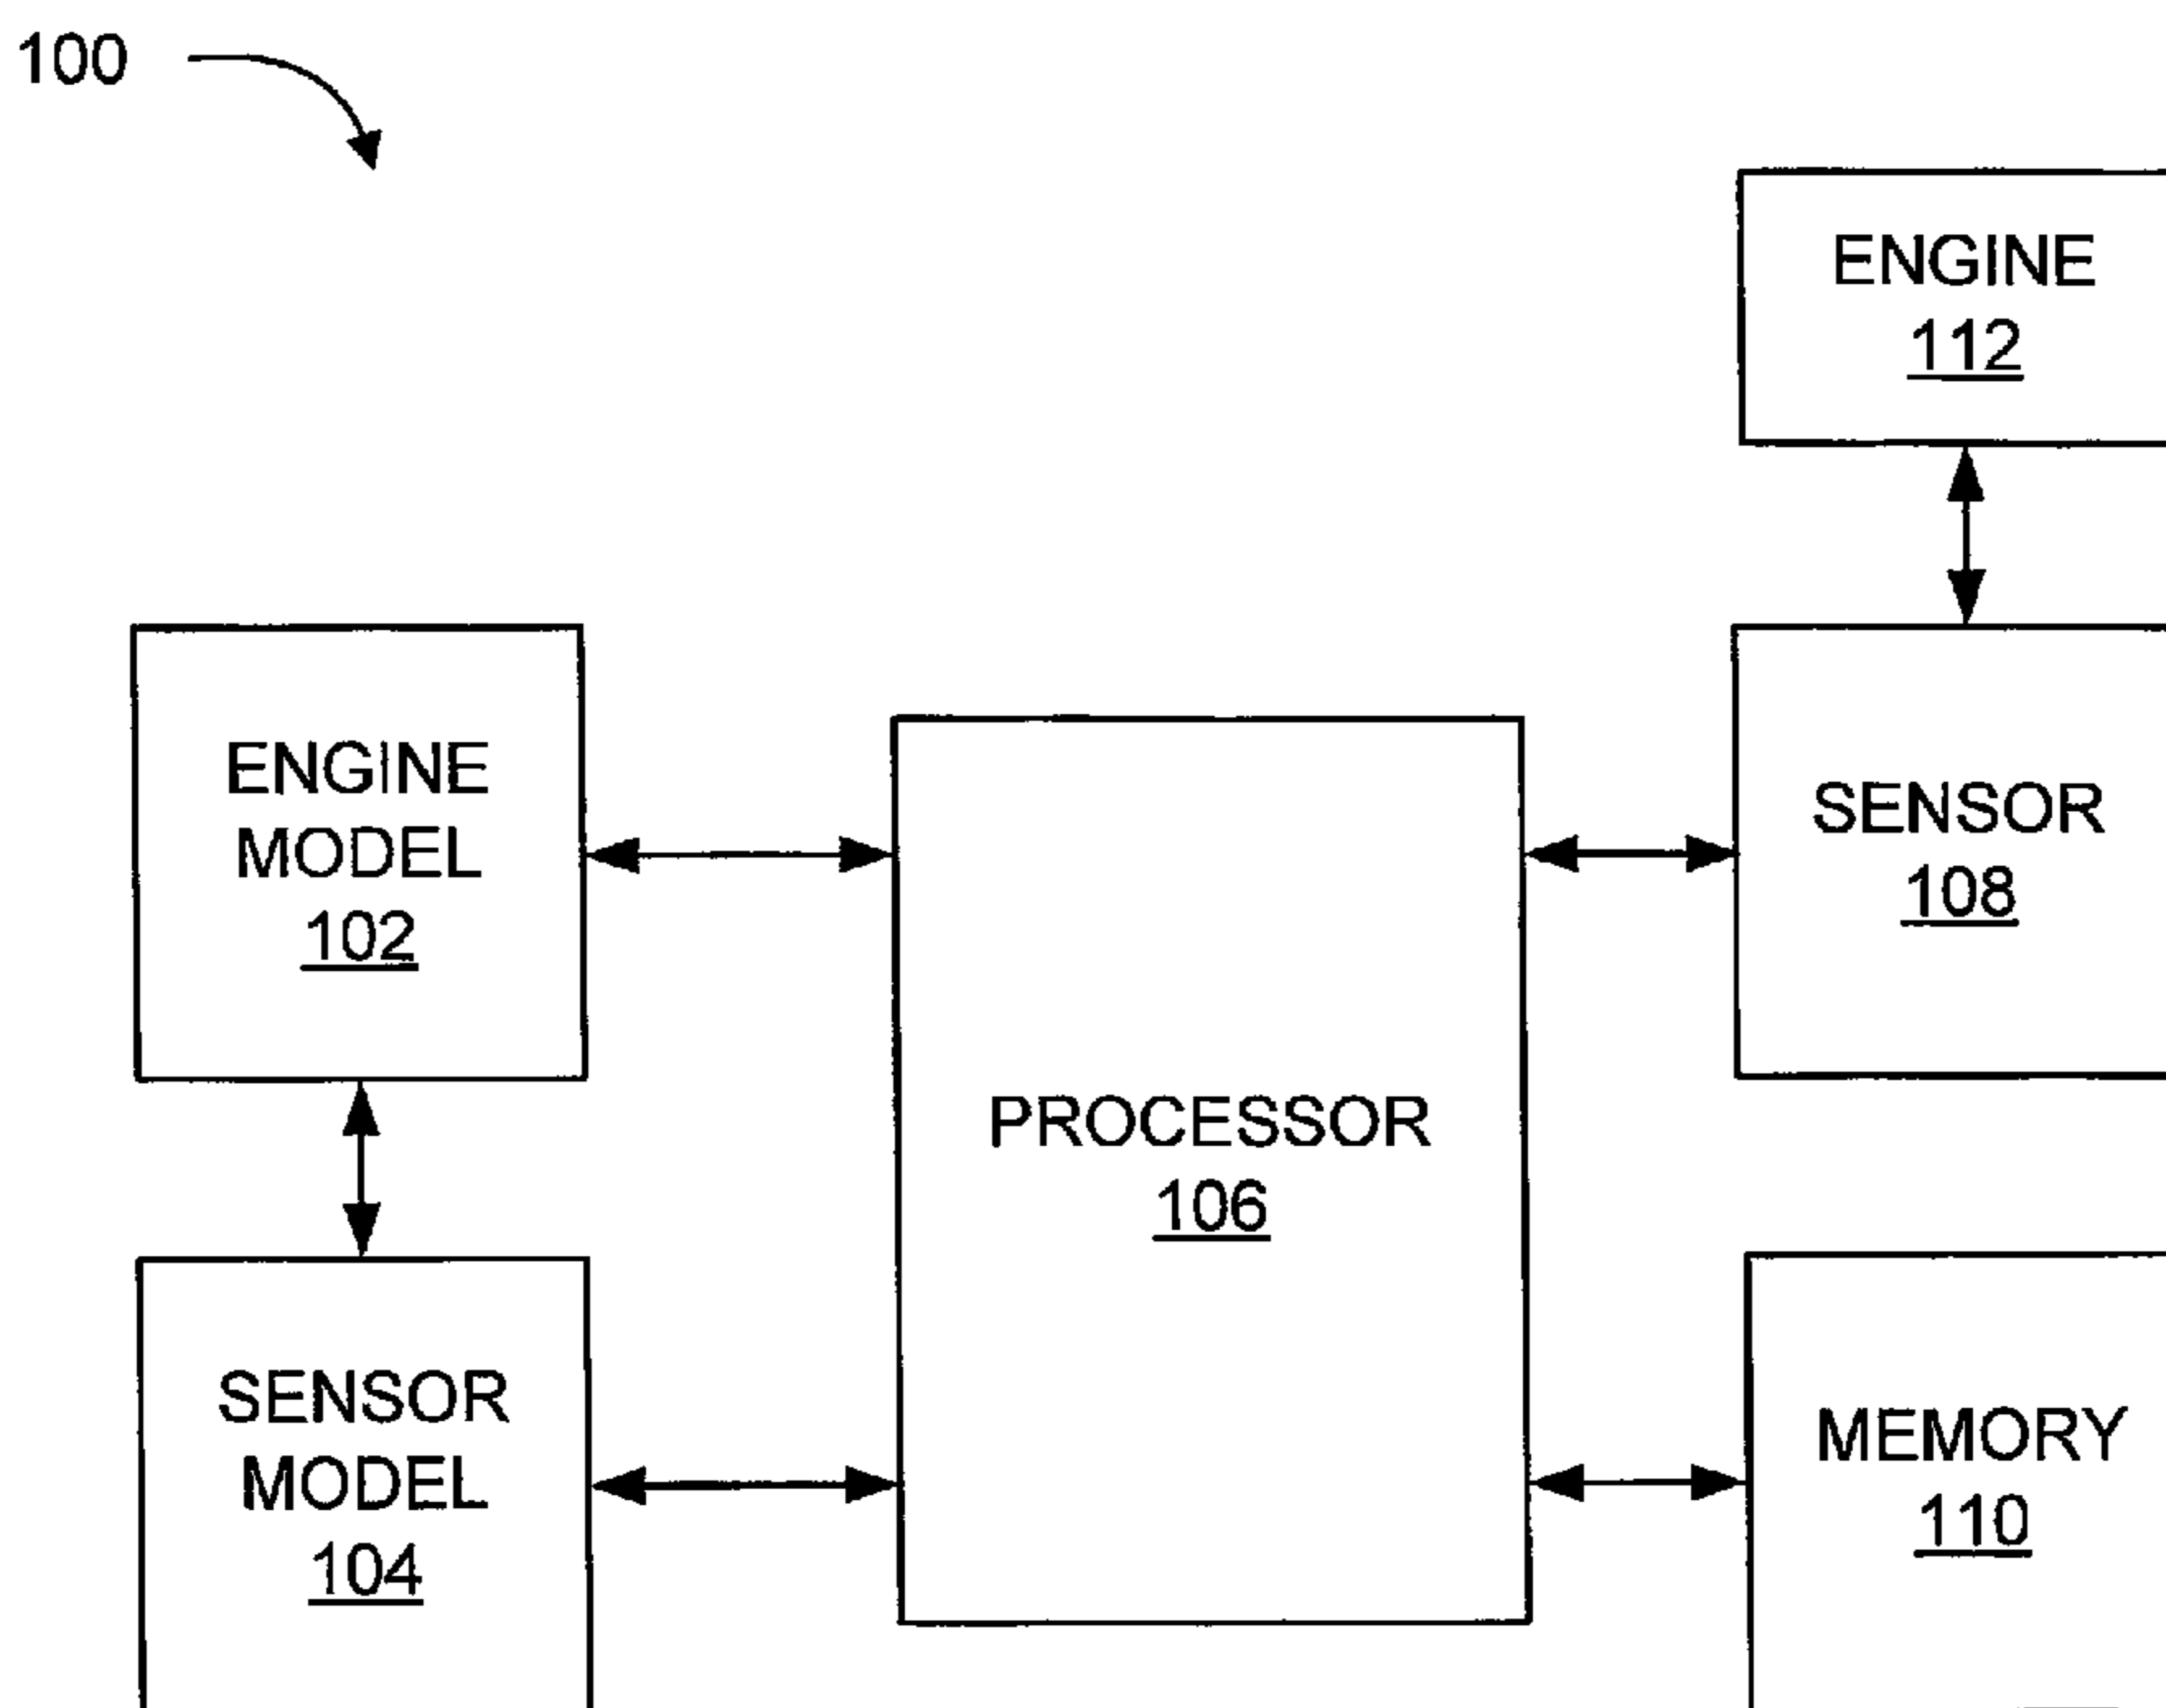 100
ENGINE
112
ENGINE
MODEL
102
SENSOR
108
PROCESSOR
106
SENSOR
MODEL
104
MEMORY
110